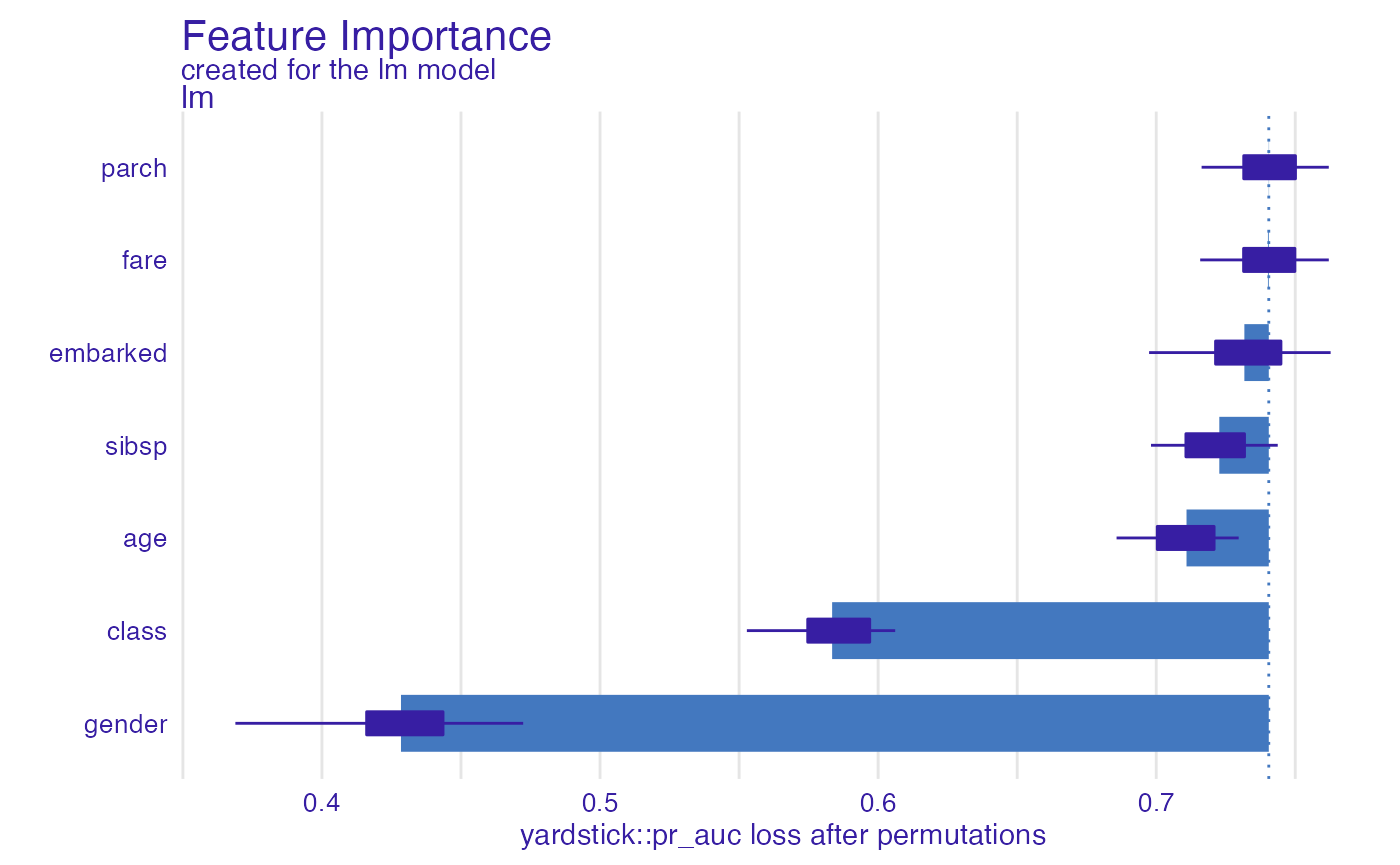 Feature Importance
created for the lm model
lm
parch
fare
embarked
sibsp
age
class
gender
0.4 0.5 0.6 0.7
yardstick::pr_auc loss after permutations